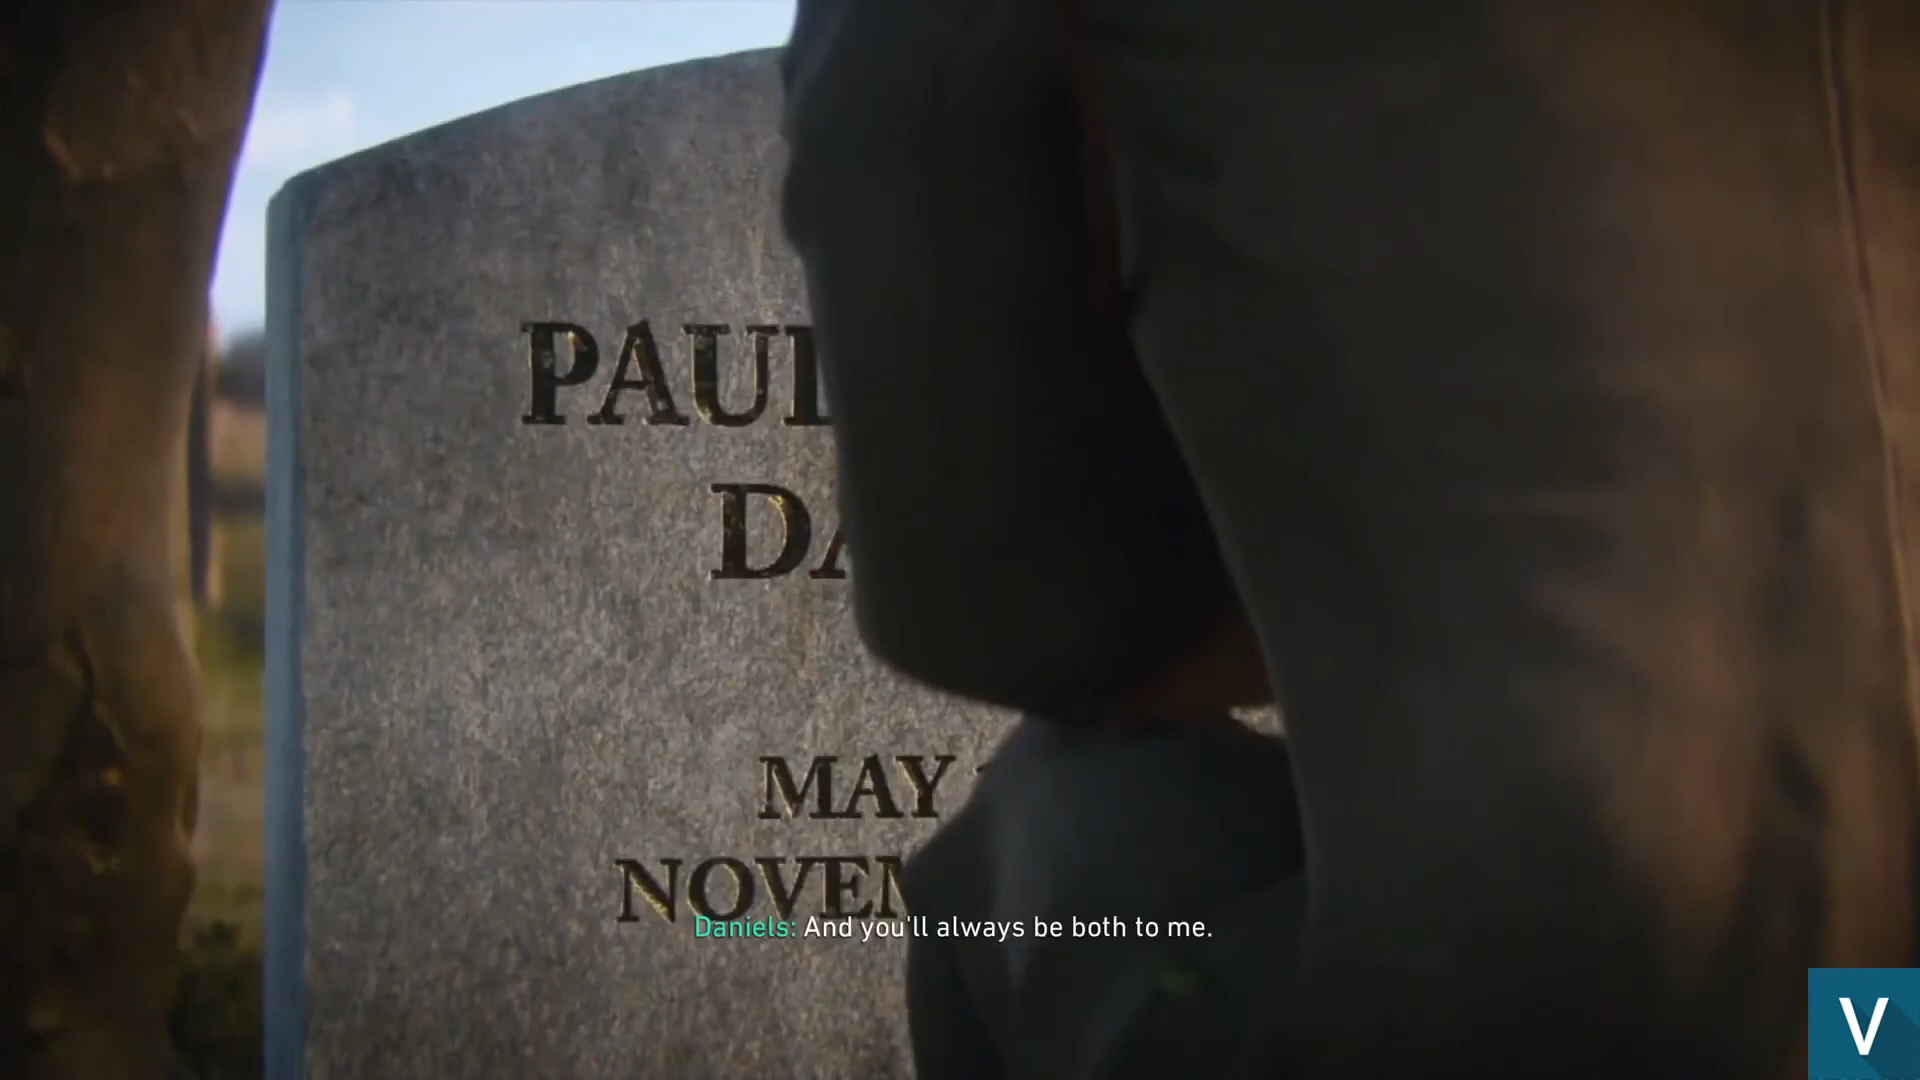 PAUL
DA
MAY
NOVEM
Daniels: And you'll always be both to me.
V